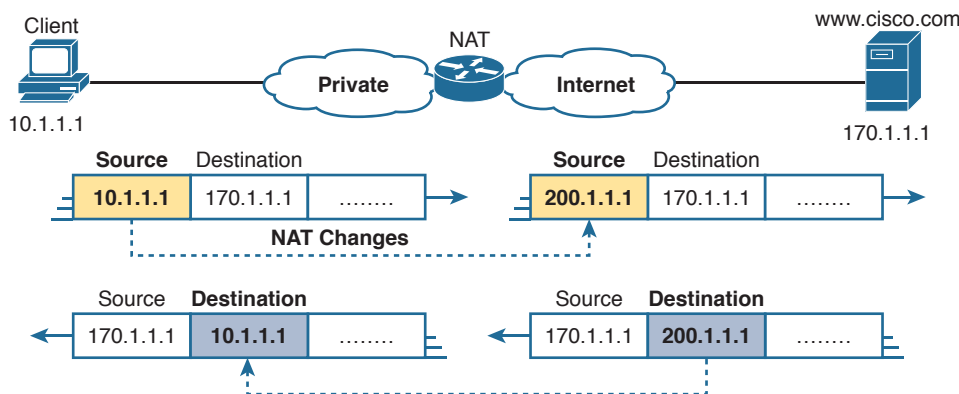 Client
NAT
www.cisco.com
Private
Internet
10.1.1.1
170.1.1.1
Source Destination
Source Destination
10.1.1.1 170.1.1.1 ........
200.1.1.1 170.1.1.1 ........
NAT Changes
Source Destination
Source Destination
170.1.1.1 10.1.1.1 ........
170.1.1.1 200.1.1.1 ........